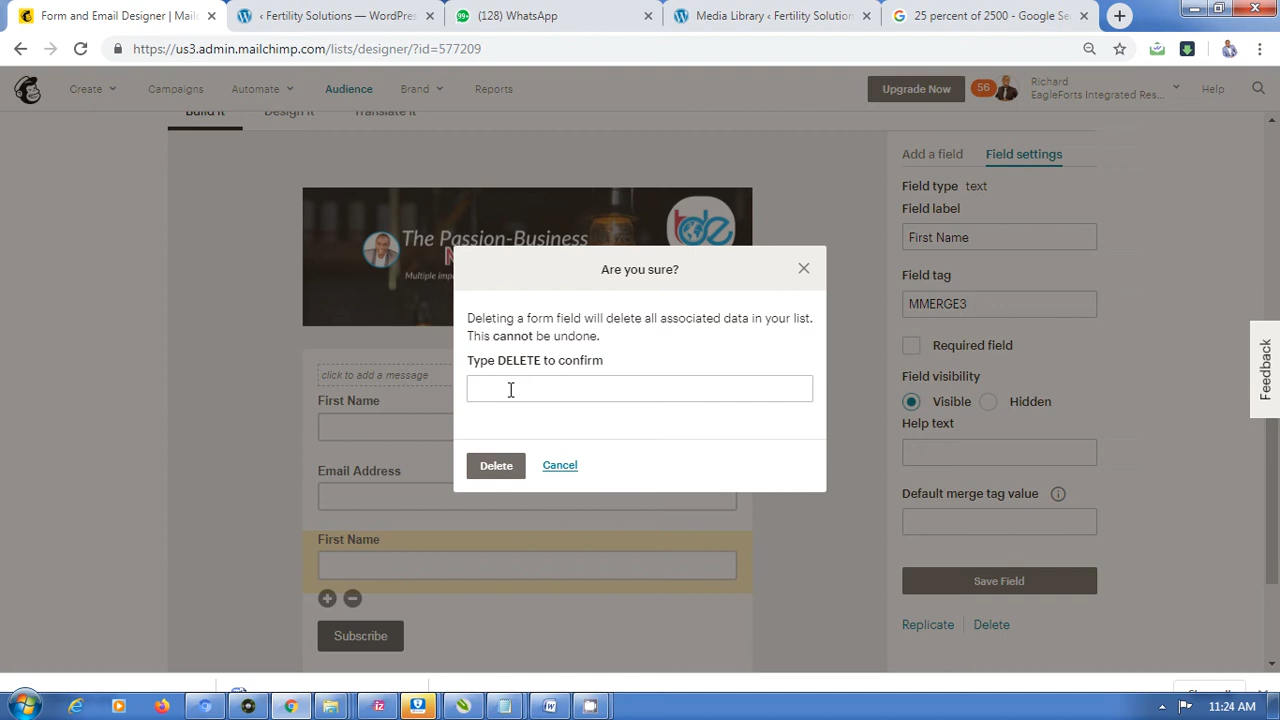 Form and Email Designer | Mailc
‹ Fertility Solutions — WordPres
99+
(128) WhatsApp
Media Library ‹ Fertility Solution
25 percent of 2500 - Google Se
https://us3.admin.mailchimp.com/lists/designer/?id=577209
Create
Campaigns
Automate
Audience
Brand
Reports
Upgrade Now
56
Richard
EagleForts Integrated Res...
Help
Build it
Design it
Translate it
Add a field
Field settings
Field type text
Field label
First Name
Field tag
MMERGE3
Required field
Field visibility
Visible
Hidden
Help text
Default merge tag value
Save Field
Replicate
Delete
Feedback
The Passion-Business
tde
Multiple im
click to add a message
First Name
Email Address
First Name
Subscribe
Are you sure?
Deleting a form field will delete all associated data in your list.
This cannot be undone.
Type DELETE to confirm
Delete
Cancel
11:24 AM